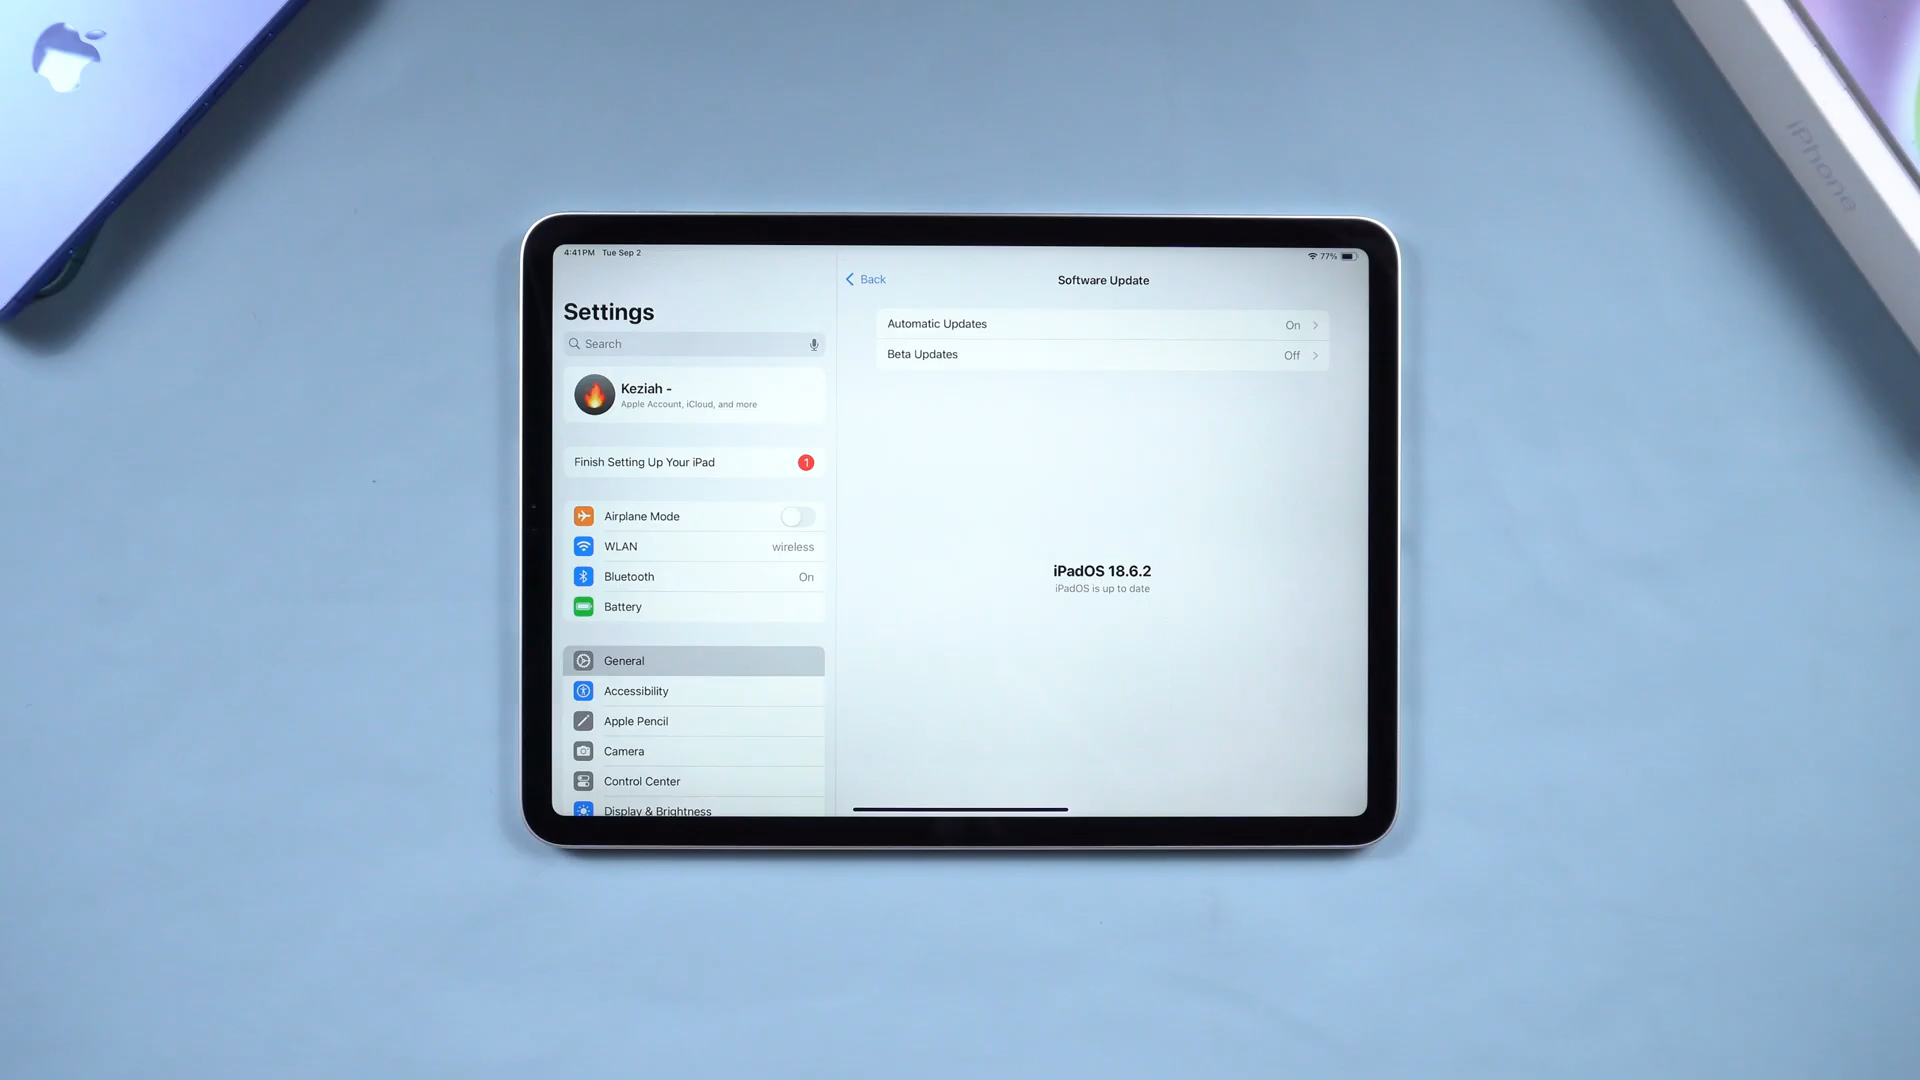 iPhone
4:41 PM Tue Sep 2
77%
Settings
Search
Keziah -
Apple Account, iCloud, and more
Finish Setting Up Your iPad 1
Airplane Mode
WLAN wireless
Bluetooth On
Battery
General
Accessibility
Apple Pencil
Camera
Control Center
Display & Brightness
Back
Software Update
Automatic Updates On
Beta Updates Off
iPadOS 18.6.2
iPadOS is up to date